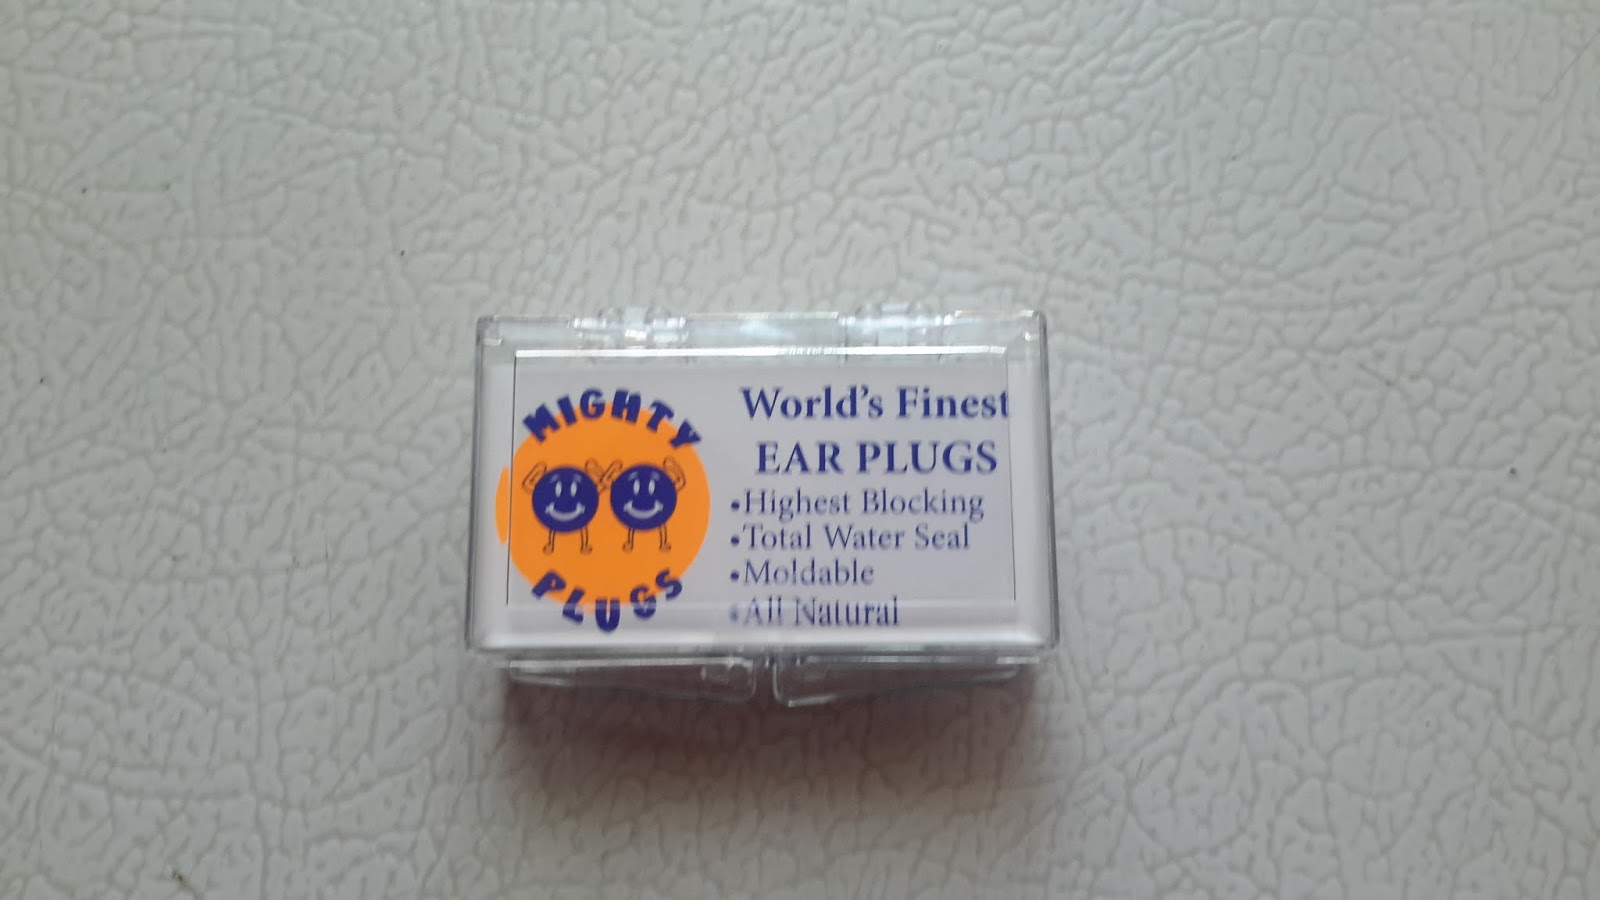 MIGHTY
PLUGS
World's Finest
EAR PLUGS
•Highest Blocking
•Total Water Seal
•Moldable
•All Natural